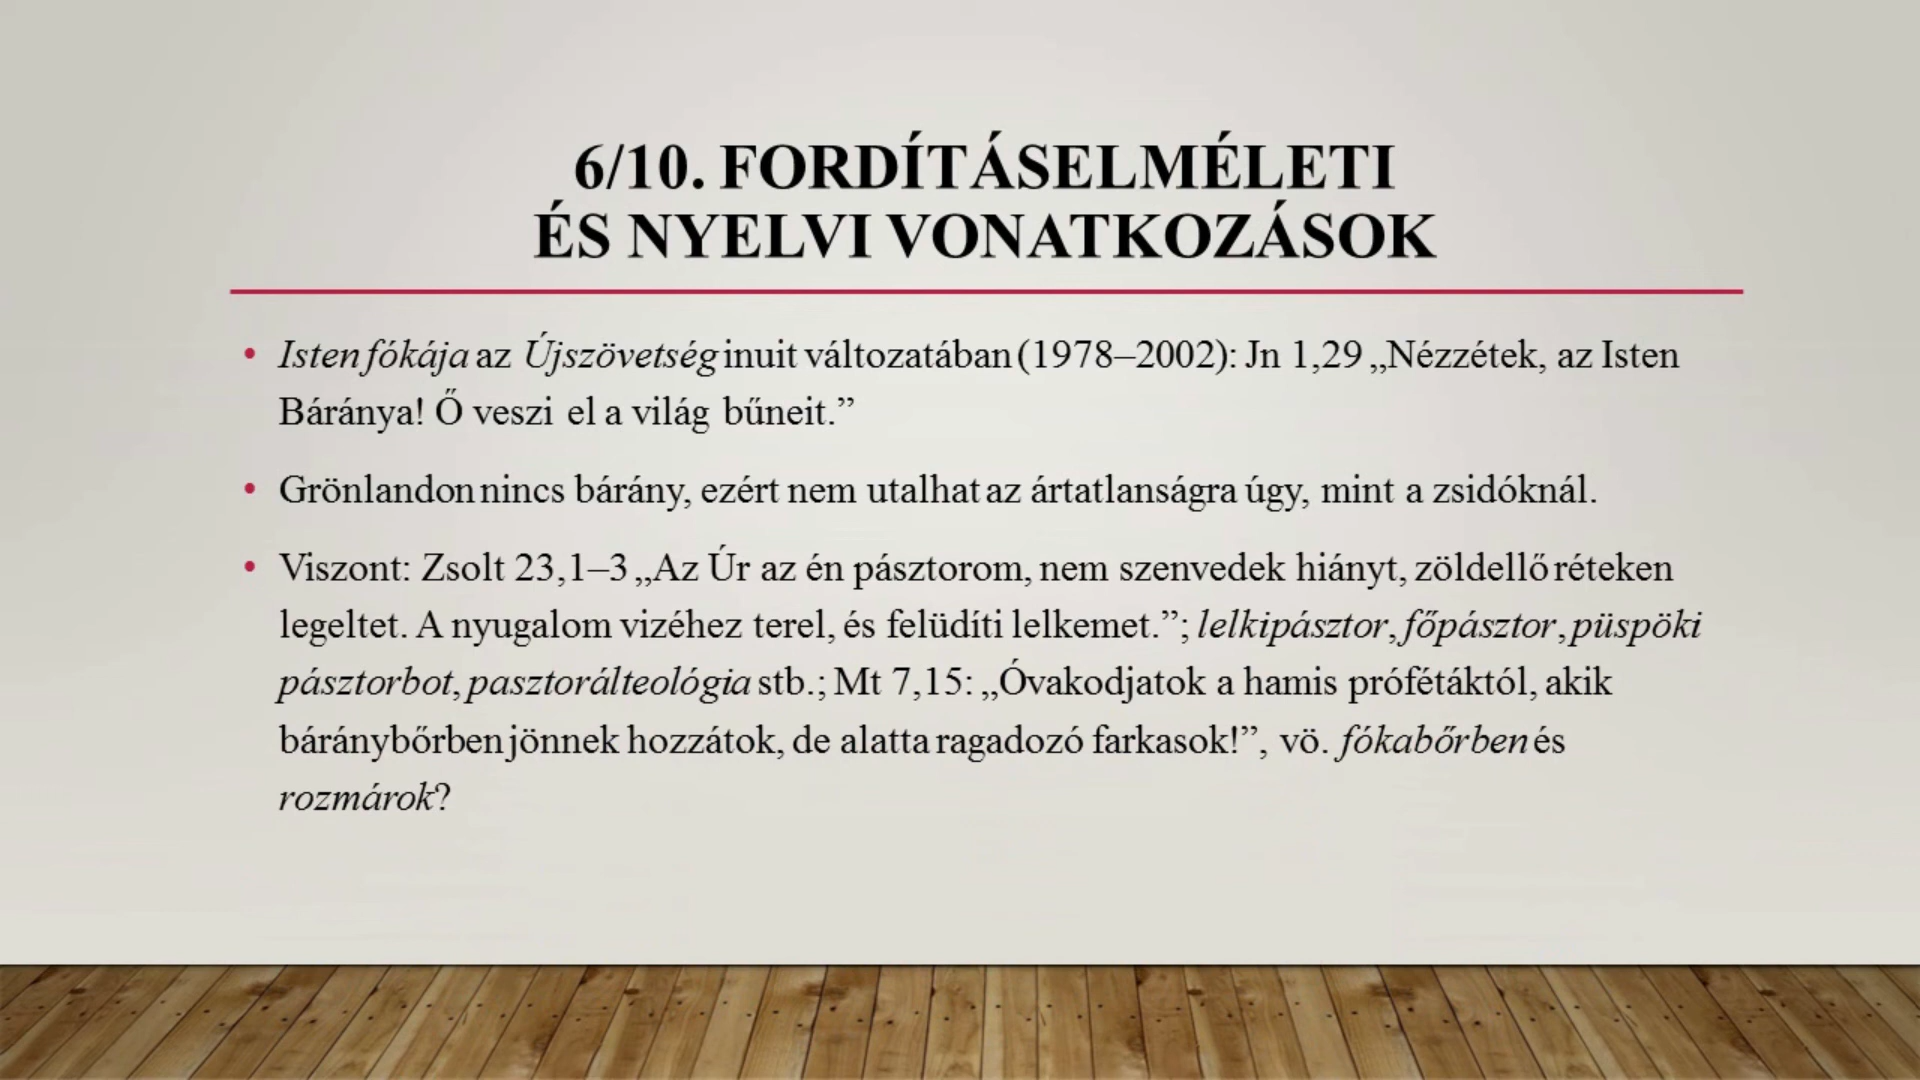 6/10. FORDÍTÁSELMÉLETI
ÉS NYELVI VONATKOZÁSOK
• Isten fókája az Újszövetség inuit változatában (1978–2002): Jn 1,29 „Nézzétek, az Isten
Báránya! Ő veszi el a világ bűneit.”
• Grönlandon nincs bárány, ezért nem utalhat az ártatlanságra úgy, mint a zsidóknál.
• Viszont: Zsolt 23,1–3 „Az Úr az én pásztorom, nem szenvedek hiányt, zöldellő réteken
legeltet. A nyugalom vizéhez terel, és felüdíti lelkemet.”; lelkipásztor, főpásztor, püspöki
pásztorbot, pasztorálteológia stb.; Mt 7,15: „Óvakodjatok a hamis prófétáktól, akik
báránybőrben jönnek hozzátok, de alatta ragadozó farkasok!”, vö. fókabőrben és
rozmárok?